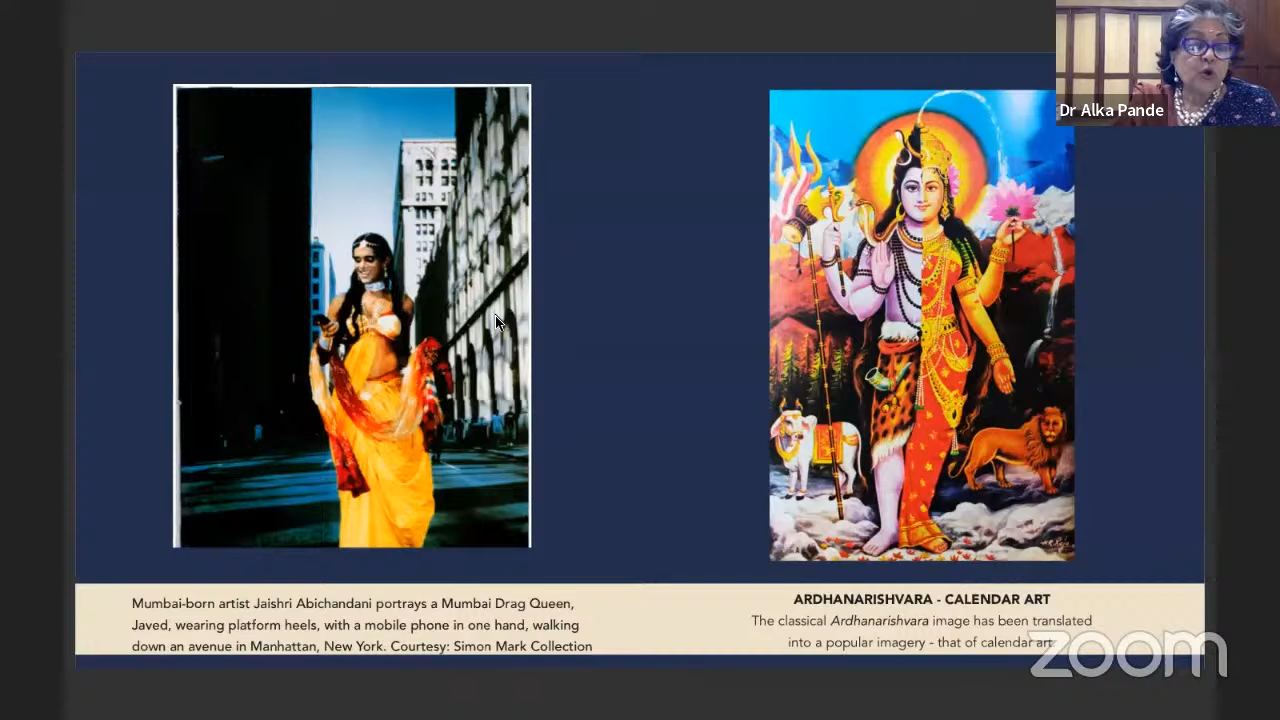 Dr Alka Pande
Mumbai-born artist Jaishri Abichandani portrays a Mumbai Drag Queen,
Javed, wearing platform heels, with a mobile phone in one hand, walking
down an avenue in Manhattan, New York. Courtesy: Simon Mark Collection
ARDHANARISHVARA - CALENDAR ART
The classical Ardhanarishvara image has been translated
into a popular imagery - that of calendar art.
zoom